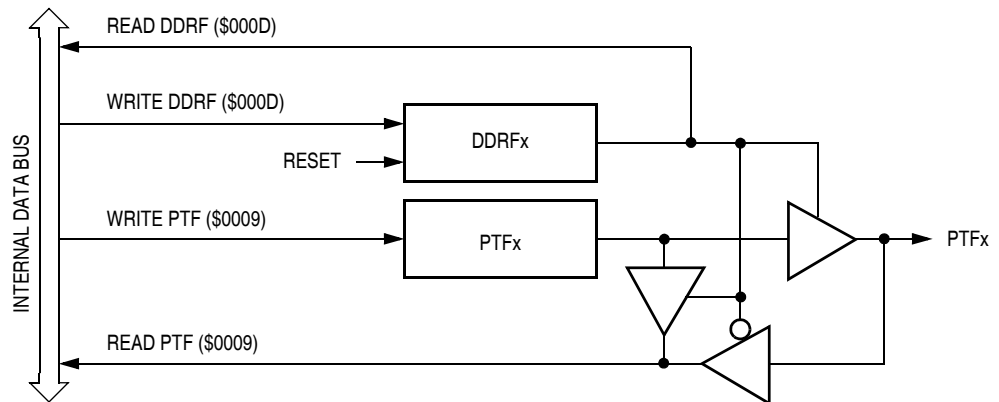 READ DDRF ($000D)
WRITE DDRF ($000D)
DDRFx
RESET
WRITE PTF ($0009)
PTFx
PTFx
READ PTF ($0009)
INTERNAL DATA BUS